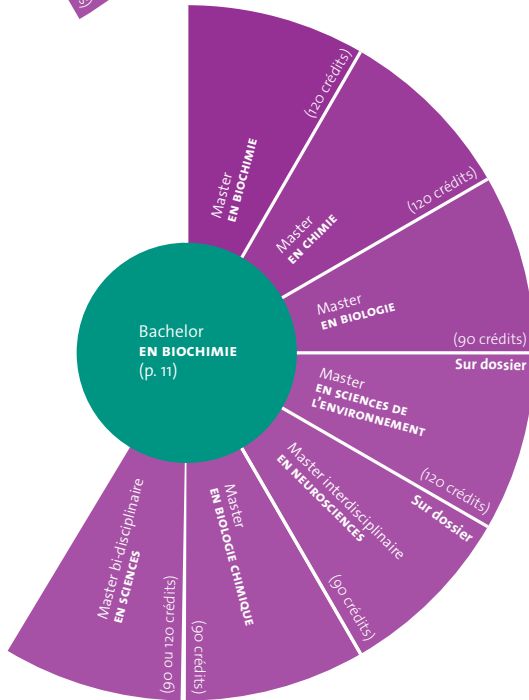 Master
EN BIOCHIMIE
(120 crédits)
Master
EN CHIMIE
(120 crédits)
Master
EN BIOLOGIE
(90 crédits)
Bachelor
EN BIOCHIMIE
(p. 11)
Sur dossier
Master
EN SCIENCES DE
L'ENVIRONNEMENT
(120 crédits)
Sur dossier
Master interdisciplinaire
EN NEUROSCIENCES
(90 crédits)
Master
EN BIOLOGIE CHIMIQUE
(90 crédits)
Master bi-disciplinaire
EN SCIENCES
(90 ou 120 crédits)